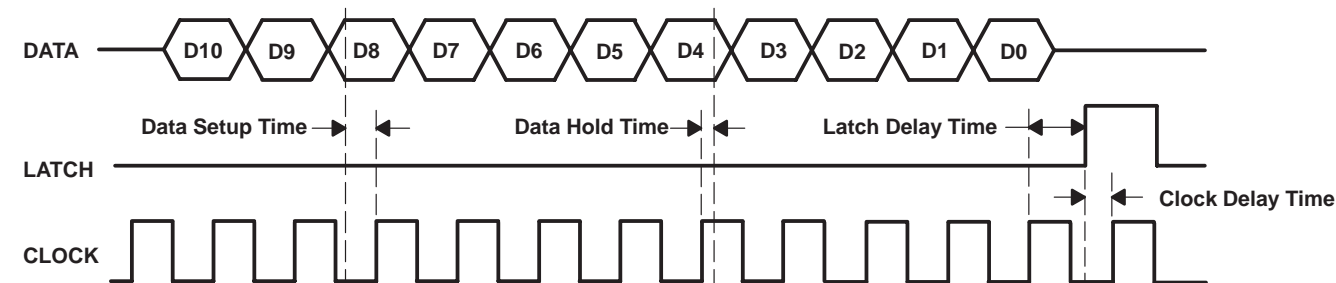 DATA D10 D9 D8 D7 D6 D5 D4 D3 D2 D1 D0
Data Setup Time Data Hold Time Latch Delay Time
LATCH
Clock Delay Time
CLOCK